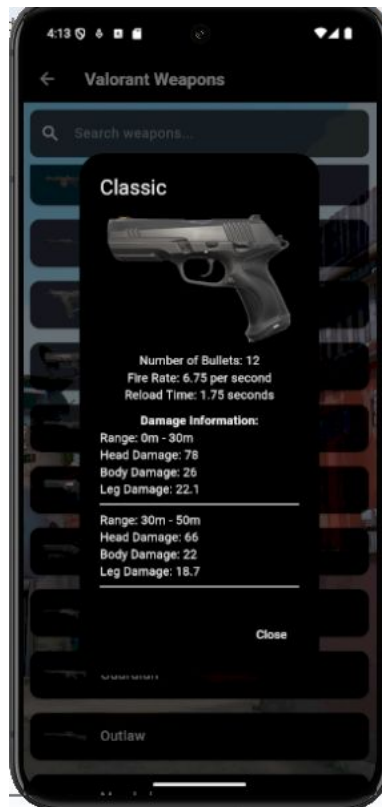 4:13
Valorant Weapons
Search weapons...
Classic
Number of Bullets: 12
Fire Rate: 6.75 per second
Reload Time: 1.75 seconds
Damage Information:
Range: 0m - 30m
Head Damage: 78
Body Damage: 26
Leg Damage: 22.1
Range: 30m - 50m
Head Damage: 66
Body Damage: 22
Leg Damage: 18.7
Close
Guardian
Outlaw